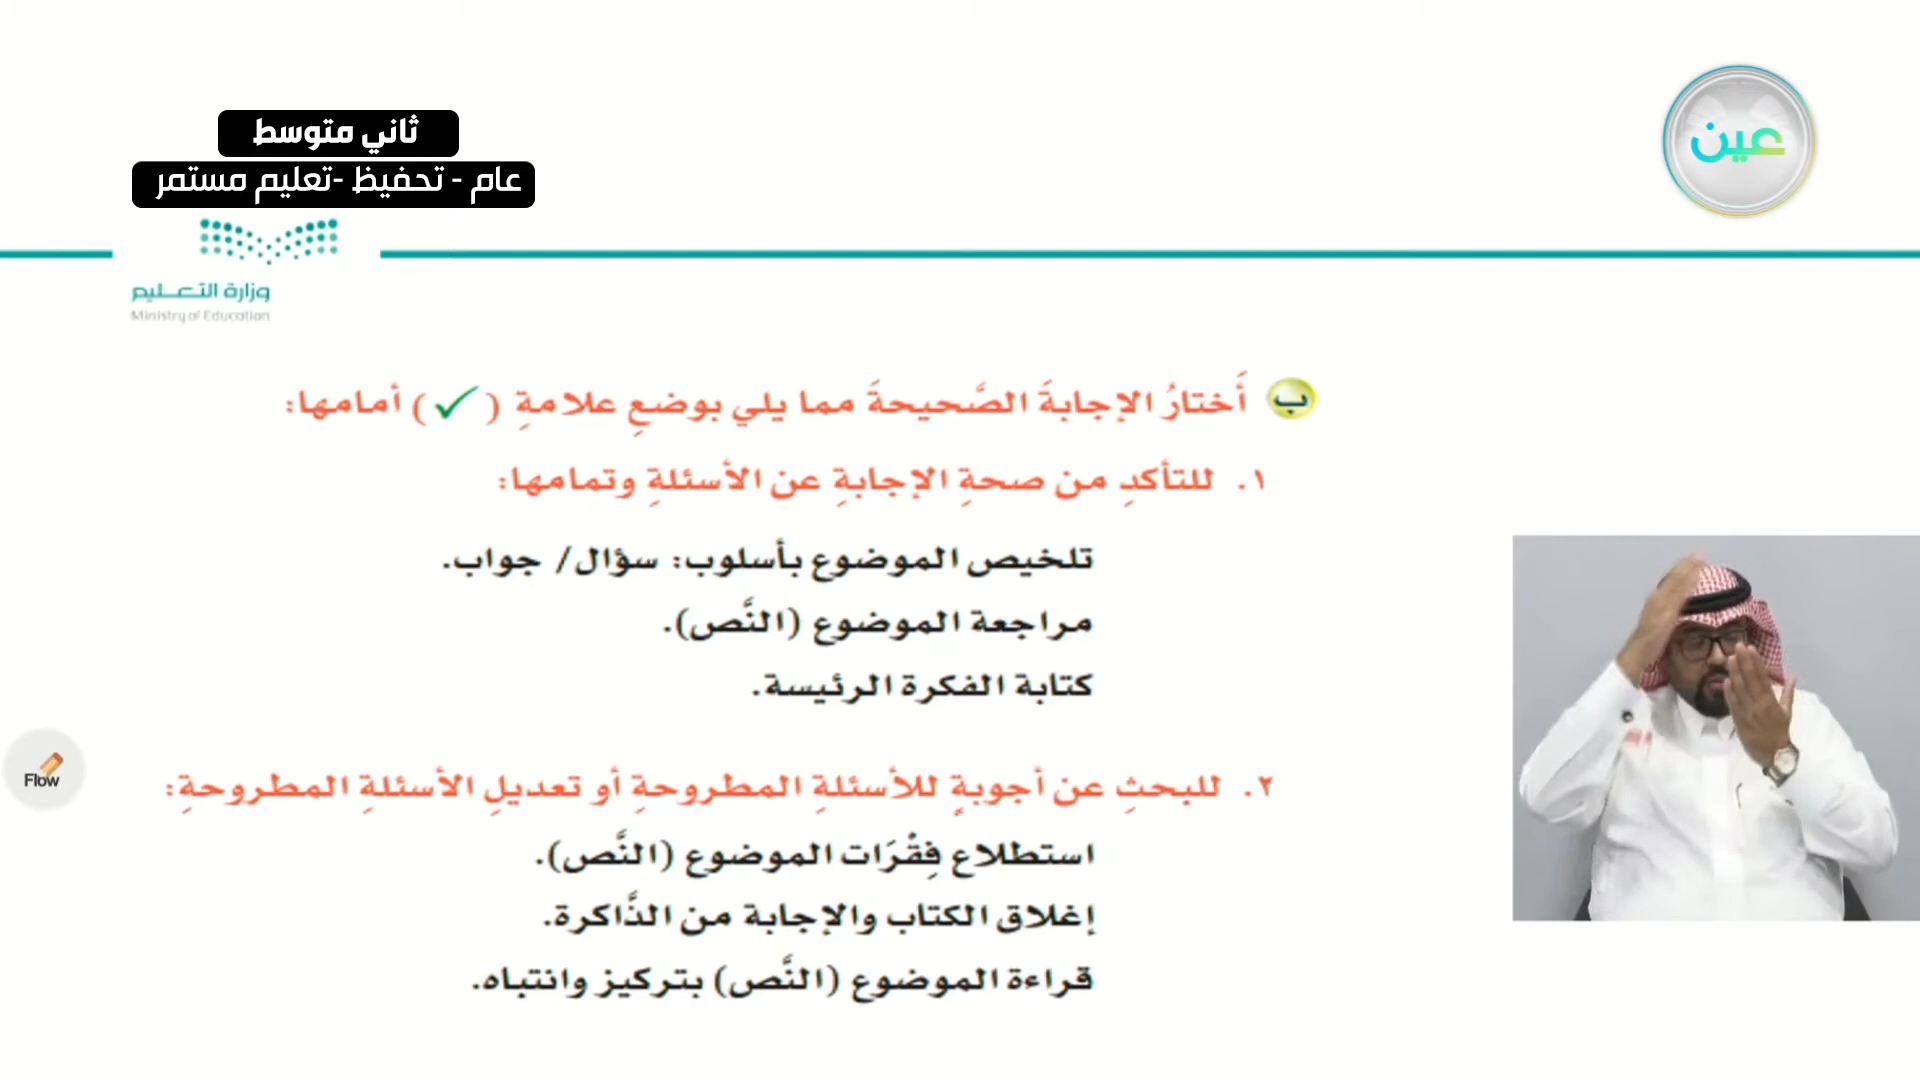 عين
ثاني متوسط
عام - تحفيظ -تعليم مستمر
وزارة التعـــليم
Ministry of Education
ب أَختارُ الإجابةَ الصَّحيحةَ مما يلي بوضعِ علامةِ (✓) أمامها:
١. للتأكدِ من صحةِ الإجابةِ عن الأسئلةِ وتمامها:
تلخيص الموضوع بأسلوب: سؤال/ جواب.
مراجعة الموضوع (النَّص).
كتابة الفكرة الرئيسة.
٢. للبحثِ عن أجوبةٍ للأسئلةِ المطروحةِ أو تعديلِ الأسئلةِ المطروحةِ:
استطلاع فِقْرَات الموضوع (النَّص).
إغلاق الكتاب والإجابة من الذَّاكرة.
قراءة الموضوع (النَّص) بتركيز وانتباه.
Flow